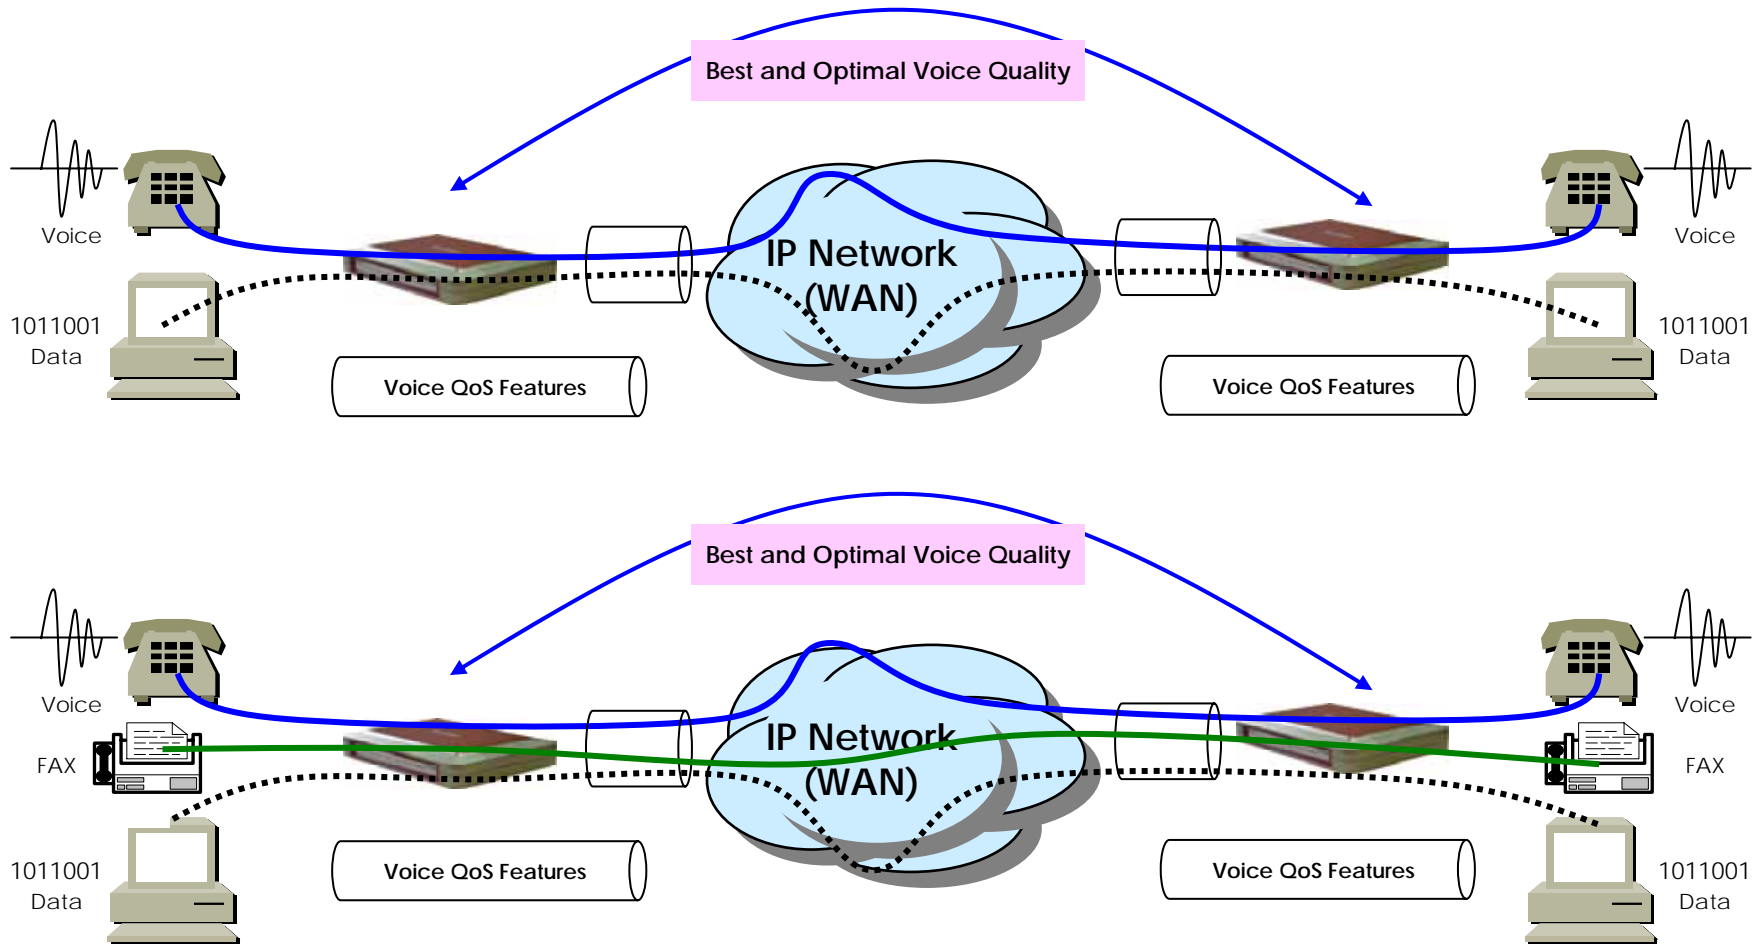 Best and Optimal Voice Quality
Voice
Voice
IP Network
(WAN)
1011001
Data
1011001
Data
Voice QoS Features
Voice QoS Features
Best and Optimal Voice Quality
Voice
Voice
IP Network
(WAN)
FAX
FAX
1011001
Data
1011001
Data
Voice QoS Features
Voice QoS Features